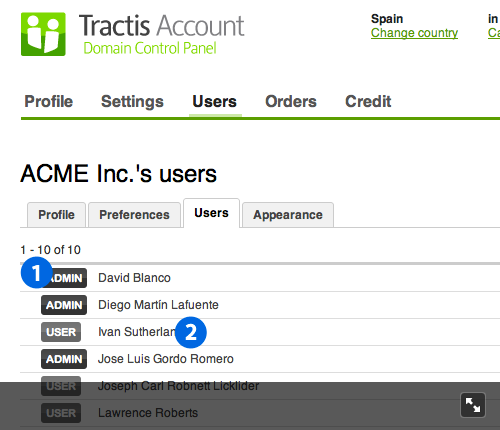 Tractis Account
Domain Control Panel
Spain
Change country
in
Ca
Profile Settings Users Orders Credit
ACME Inc.'s users
Profile Preferences Users Appearance
1 - 10 of 10
1 ADMIN David Blanco
ADMIN Diego Martín Lafuente
USER Ivan Sutherlan 2
ADMIN Jose Luis Gordo Romero
USER Joseph Carl Robnett Licklider
USER Lawrence Roberts